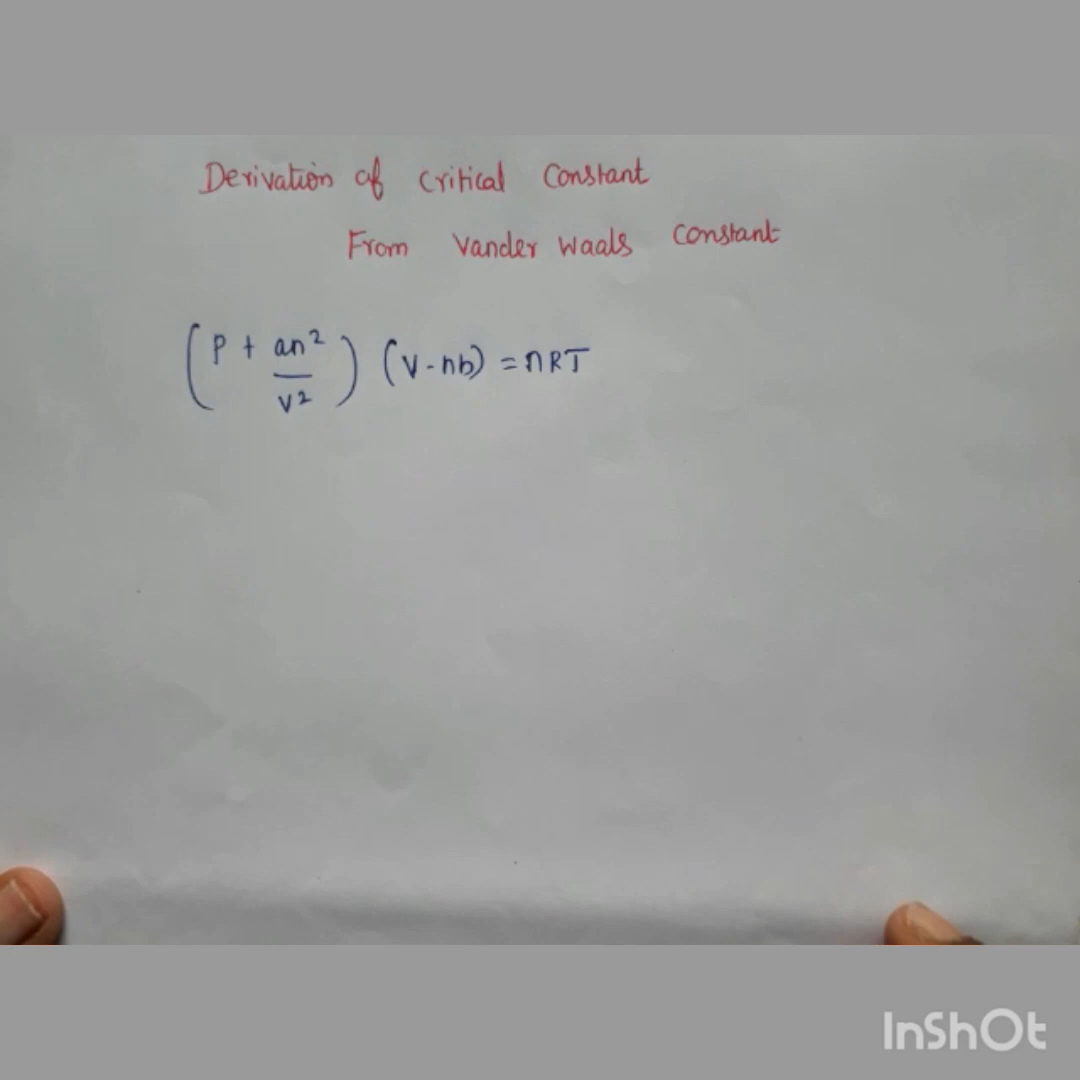 Derivation of critical constant
From Vander waals constant
(P + an²/V²) (V - nb) = nRT
InShOt